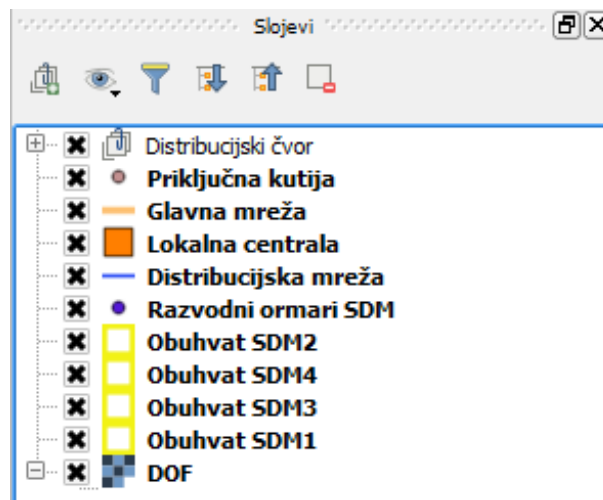 Slojevi
Distribucijski čvor
Priključna kutija
Glavna mreža
Lokalna centrala
Distribucijska mreža
Razvodni ormari SDM
Obuhvat SDM2
Obuhvat SDM4
Obuhvat SDM3
Obuhvat SDM1
DOF